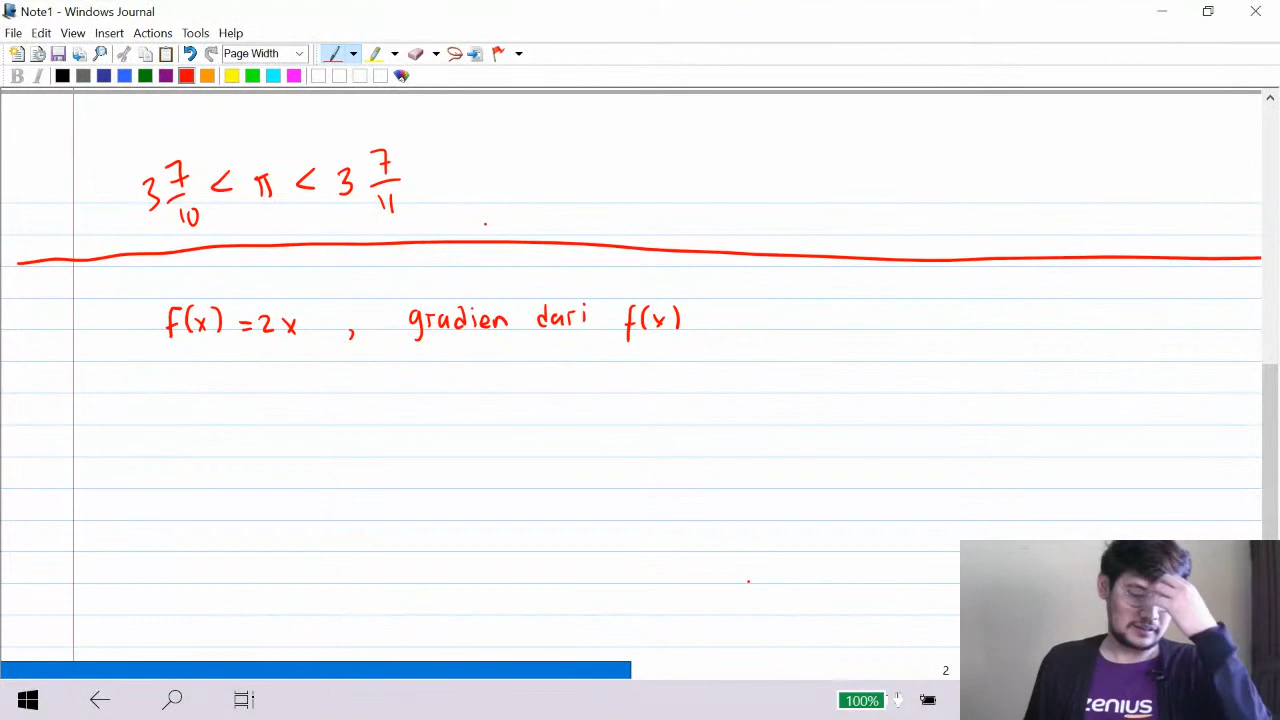 Note1 - Windows Journal
File Edit View Insert Actions Tools Help
Page Width
B I
3 7/10 < π < 3 7/11
f(x) = 2x , gradien dari f(x)
2
100%
zenius